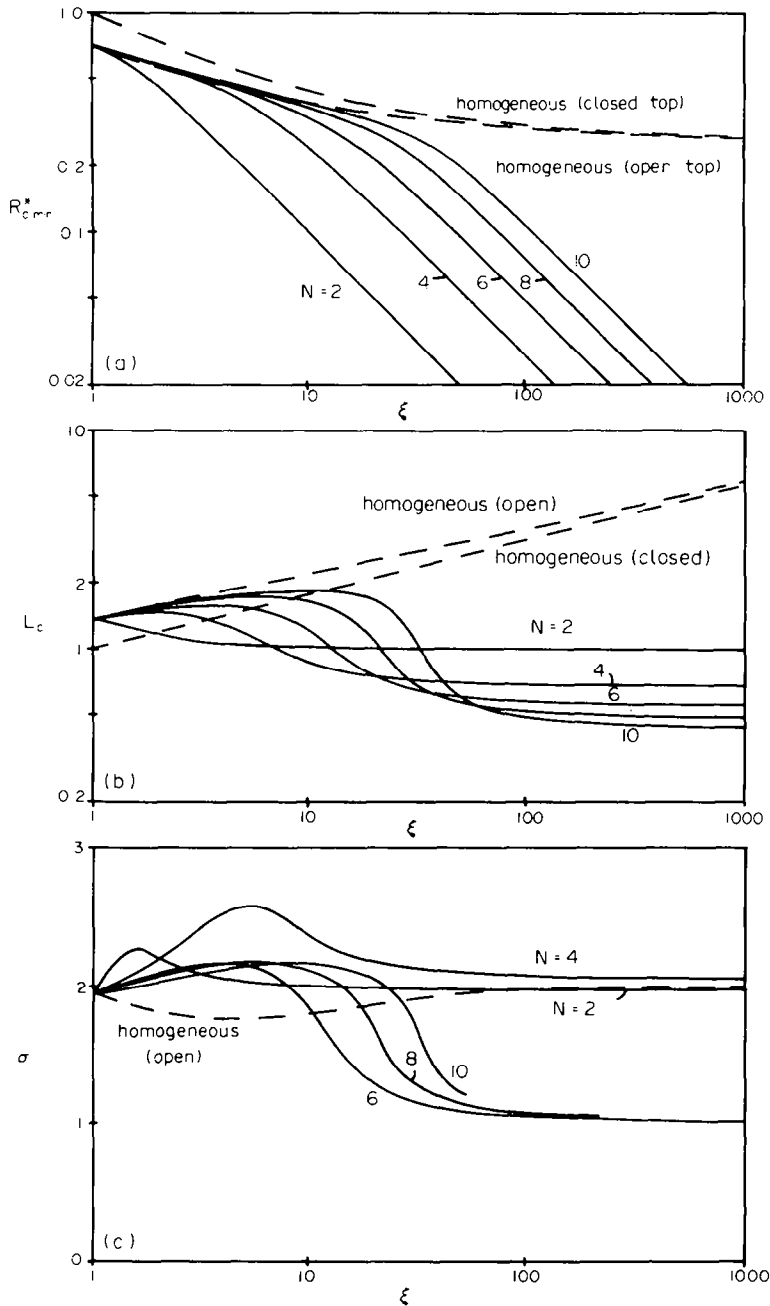 1.0
homogeneous (closed top)
0.2
homogeneous (oper top)
0.1
N = 2
4
6
8
10
(a)
0.02
1
10
100
1000
ξ
10
homogeneous (open)
homogeneous (closed)
2
L c
N = 2
1
4
6
10
(b)
0.2
1
10
100
1000
ξ
3
N = 4
2
N = 2
homogeneous
(open)
σ
8
10
6
1
(c)
0
1
10
100
1000
ξ